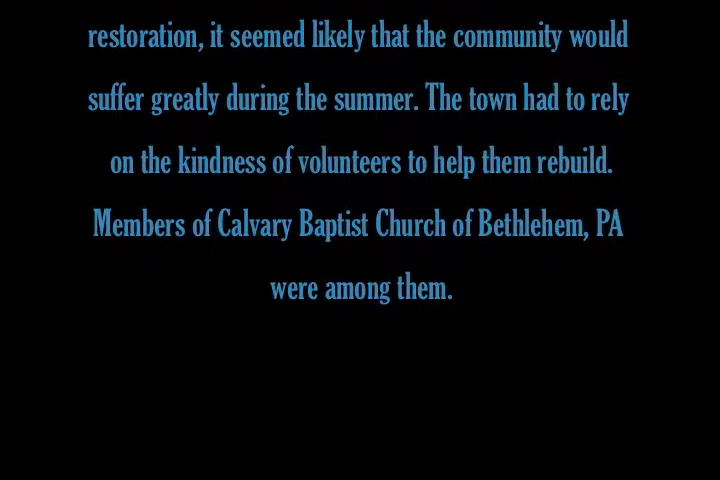 restoration, it seemed likely that the community would
suffer greatly during the summer. The town had to rely
on the kindness of volunteers to help them rebuild.
Members of Calvary Baptist Church of Bethlehem, PA
were among them.